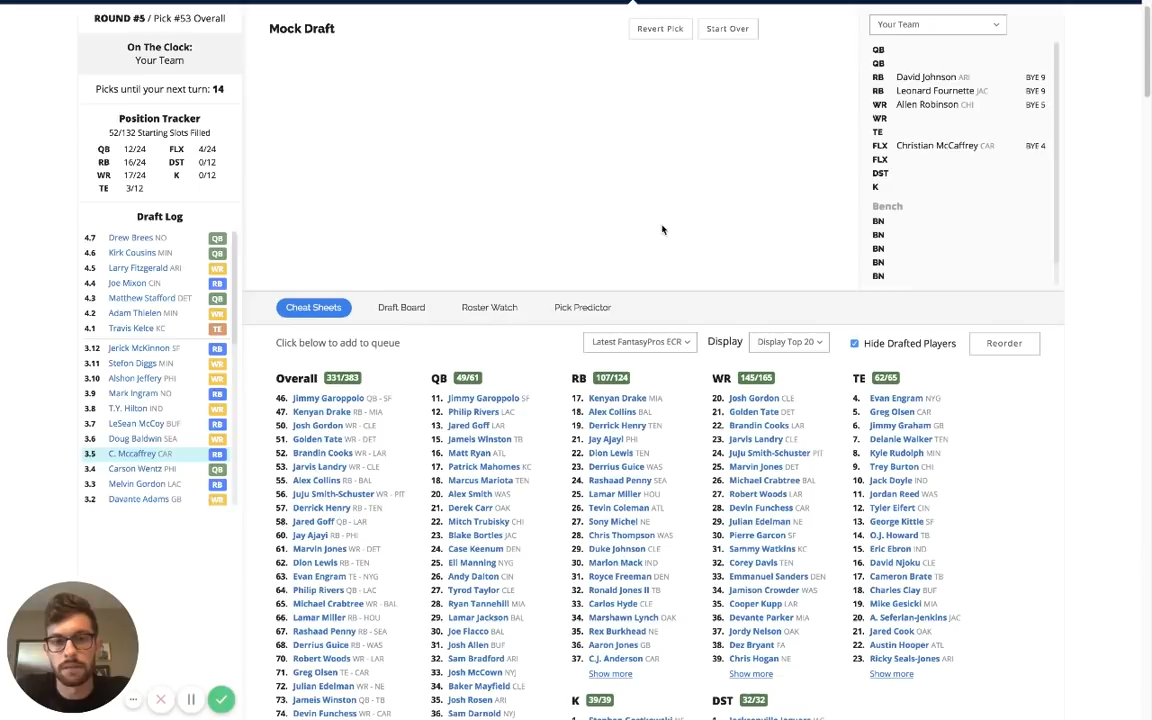 ROUND #5 / Pick #53 Overall
On The Clock:
Your Team
Picks until your next turn: 14
Position Tracker
52/132 Starting Slots Filled
QB 12/24 FLX 4/24
RB 16/24 DST 0/12
WR 17/24 K 0/12
TE 3/12
Draft Log
4.7 Drew Brees NO QB
4.6 Kirk Cousins MIN QB
4.5 Larry Fitzgerald ARI WR
4.4 Joe Mixon CIN RB
4.3 Matthew Stafford DET QB
4.2 Adam Thielen MIN WR
4.1 Travis Kelce KC TE
3.12 Jerick McKinnon SF RB
3.11 Stefon Diggs MIN WR
3.10 Alshon Jeffery PHI WR
3.9 Mark Ingram NO RB
3.8 T.Y. Hilton IND WR
3.7 LeSean McCoy BUF RB
3.6 Doug Baldwin SEA WR
3.5 C. Mccaffrey CAR RB
3.4 Carson Wentz PHI QB
3.3 Melvin Gordon LAC RB
3.2 Davante Adams GB WR
Mock Draft
Revert Pick
Start Over
Your Team
QB
QB
RB David Johnson ARI BYE 9
RB Leonard Fournette JAC BYE 9
WR Allen Robinson CHI BYE 5
WR
TE
FLX Christian McCaffrey CAR BYE 4
FLX
DST
K
Bench
BN
BN
BN
BN
BN
Cheat Sheets Draft Board Roster Watch Pick Predictor
Click below to add to queue
Latest FantasyPros ECR
Display
Display Top 20
Hide Drafted Players
Reorder
Overall 331/383
46. Jimmy Garoppolo QB - SF
47. Kenyan Drake RB - MIA
50. Josh Gordon WR - CLE
51. Golden Tate WR - DET
52. Brandin Cooks WR - LAR
53. Jarvis Landry WR - CLE
55. Alex Collins RB - BAL
56. JuJu Smith-Schuster WR - PIT
57. Derrick Henry RB - TEN
58. Jared Goff QB - LAR
60. Jay Ajayi RB - PHI
61. Marvin Jones WR - DET
62. Dion Lewis RB - TEN
63. Evan Engram TE - NYG
64. Philip Rivers QB - LAC
65. Michael Crabtree WR - BAL
66. Lamar Miller RB - HOU
67. Rashaad Penny RB - SEA
68. Derrius Guice RB - WAS
70. Robert Woods WR - LAR
71. Greg Olsen TE - CAR
72. Julian Edelman WR - NE
73. Jameis Winston QB - TB
74. Devin Funchess WR - CAR
QB 49/61
11. Jimmy Garoppolo SF
12. Philip Rivers LAC
13. Jared Goff LAR
15. Jameis Winston TB
16. Matt Ryan ATL
17. Patrick Mahomes KC
18. Marcus Mariota TEN
20. Alex Smith WAS
21. Derek Carr OAK
22. Mitch Trubisky CHI
23. Blake Bortles JAC
24. Case Keenum DEN
25. Eli Manning NYG
26. Andy Dalton CIN
27. Tyrod Taylor CLE
28. Ryan Tannehill MIA
29. Lamar Jackson BAL
30. Joe Flacco BAL
31. Josh Allen BUF
32. Sam Bradford ARI
33. Josh McCown NYJ
34. Baker Mayfield CLE
35. Josh Rosen ARI
36. Sam Darnold NYJ
RB 107/124
17. Kenyan Drake MIA
18. Alex Collins BAL
19. Derrick Henry TEN
21. Jay Ajayi PHI
22. Dion Lewis TEN
23. Derrius Guice WAS
24. Rashaad Penny SEA
25. Lamar Miller HOU
26. Tevin Coleman ATL
27. Sony Michel NE
28. Chris Thompson WAS
29. Duke Johnson CLE
30. Marlon Mack IND
31. Royce Freeman DEN
32. Ronald Jones II TB
33. Carlos Hyde CLE
34. Marshawn Lynch OAK
35. Rex Burkhead NE
36. Aaron Jones GB
37. C.J. Anderson CAR
Show more
K 39/39
1. Stephen Gostkowski NE
WR 145/165
20. Josh Gordon CLE
21. Golden Tate DET
22. Brandin Cooks LAR
23. Jarvis Landry CLE
24. JuJu Smith-Schuster PIT
25. Marvin Jones DET
26. Michael Crabtree BAL
27. Robert Woods LAR
28. Devin Funchess CAR
29. Julian Edelman NE
30. Pierre Garcon SF
31. Sammy Watkins KC
32. Corey Davis TEN
33. Emmanuel Sanders DEN
34. Jamison Crowder WAS
35. Cooper Kupp LAR
36. Devante Parker MIA
37. Jordy Nelson OAK
38. Dez Bryant FA
39. Chris Hogan NE
Show more
DST 32/32
1. Jacksonville Jaguars JAC
TE 62/65
4. Evan Engram NYG
5. Greg Olsen CAR
6. Jimmy Graham GB
7. Delanie Walker TEN
8. Kyle Rudolph MIN
9. Trey Burton CHI
10. Jack Doyle IND
11. Jordan Reed WAS
12. Tyler Eifert CIN
13. George Kittle SF
14. O.J. Howard TB
15. Eric Ebron IND
16. David Njoku CLE
17. Cameron Brate TB
18. Charles Clay BUF
19. Mike Gesicki MIA
20. A. Seferian-Jenkins JAC
21. Jared Cook OAK
22. Austin Hooper ATL
23. Ricky Seals-Jones ARI
Show more